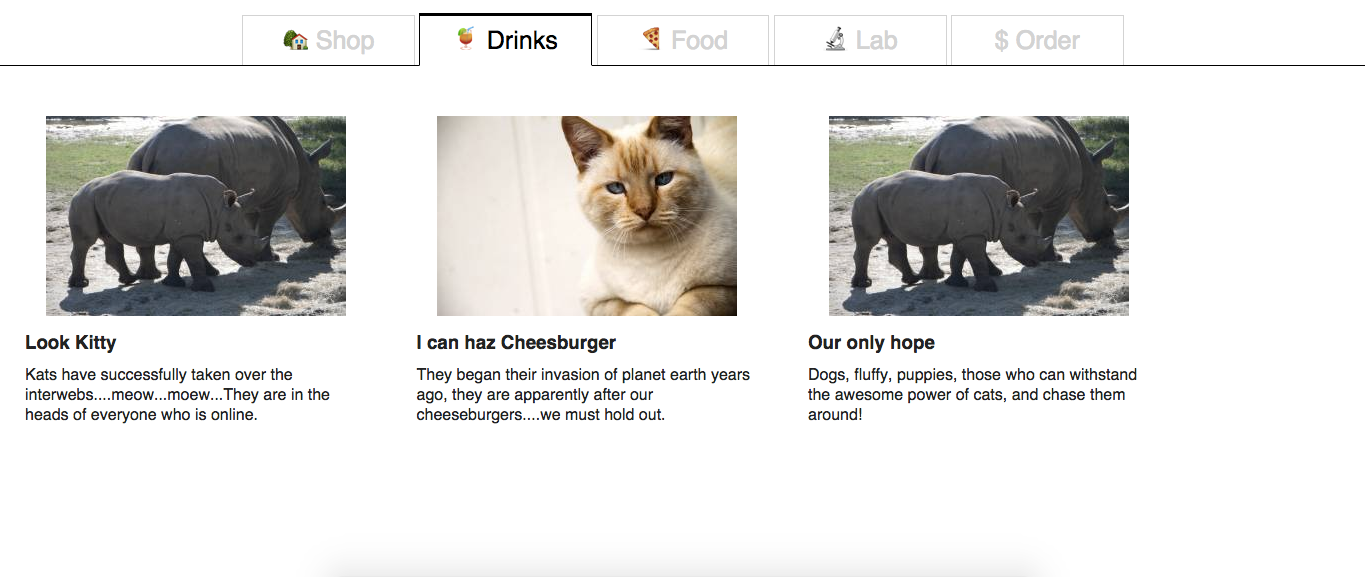 Shop
Drinks
Food
Lab
$ Order
Look Kitty
Kats have successfully taken over the
interwebs....meow...moew...They are in the
heads of everyone who is online.
I can haz Cheesburger
They began their invasion of planet earth years
ago, they are apparently after our
cheeseburgers....we must hold out.
Our only hope
Dogs, fluffy, puppies, those who can withstand
the awesome power of cats, and chase them
around!